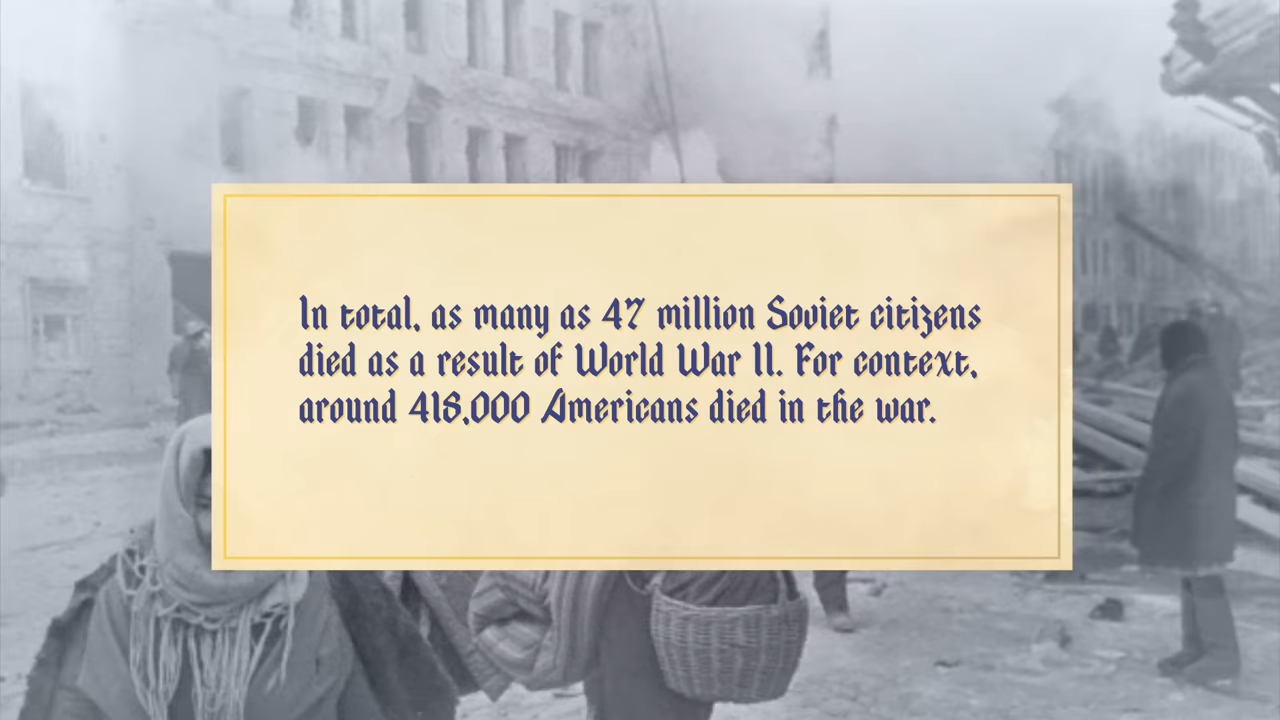 In total, as many as 47 million Soviet citizens
died as a result of World War II. For context,
around 418,000 Americans died in the war.